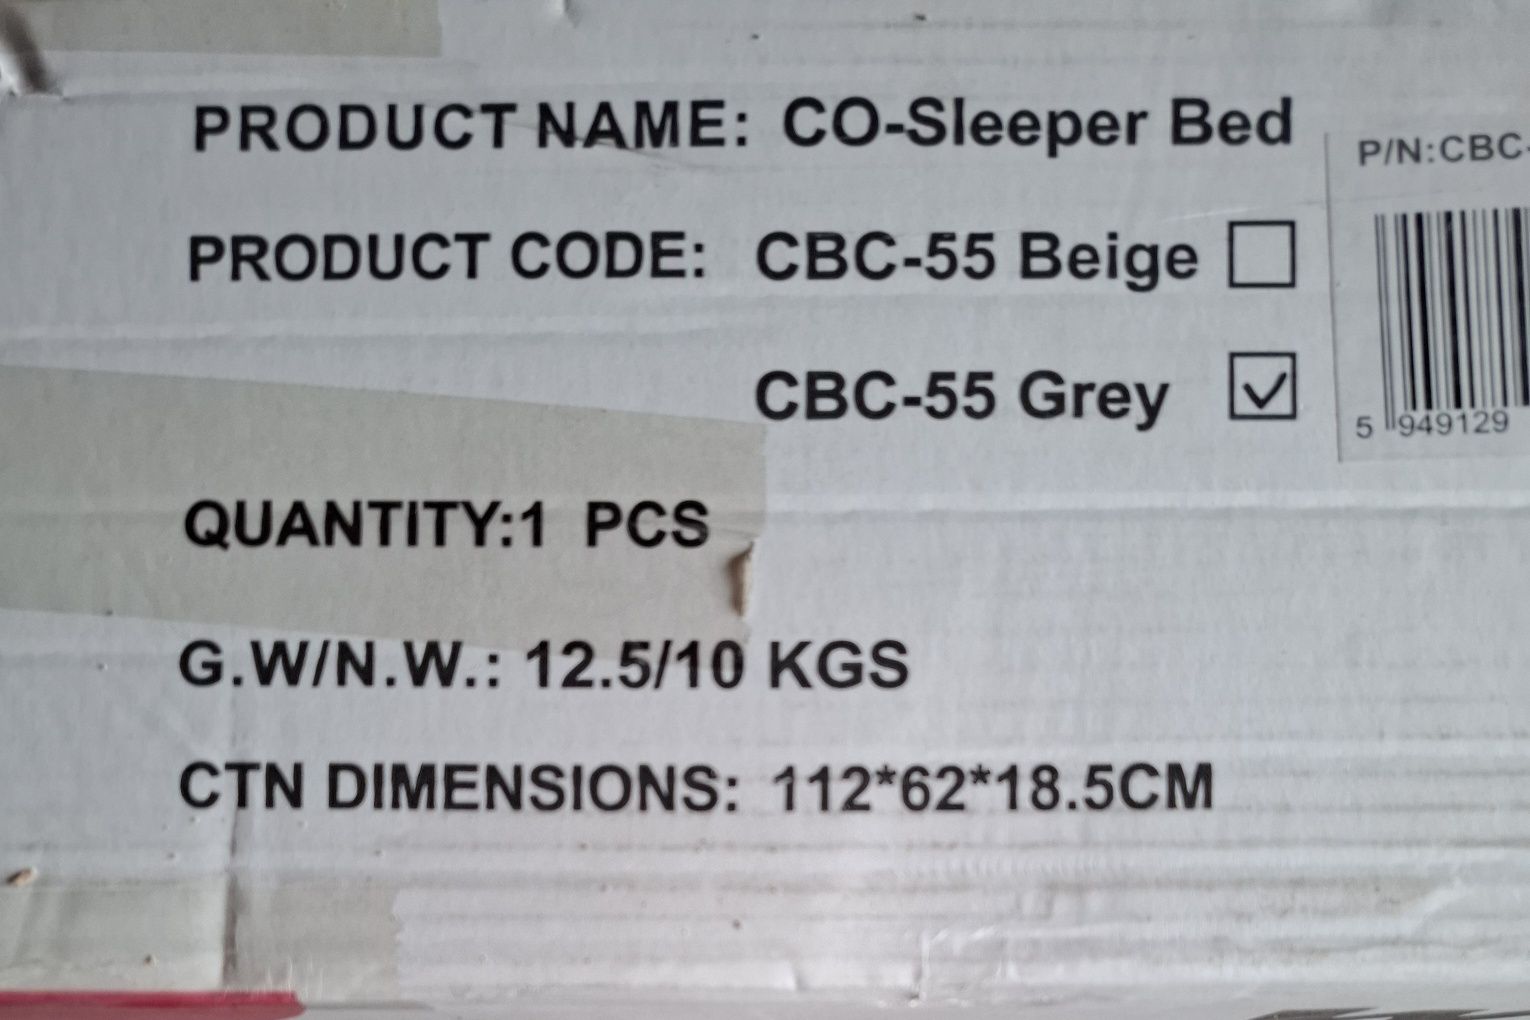 PRODUCT NAME: CO-Sleeper Bed
P/N:CBC-
PRODUCT CODE: CBC-55 Beige ☐
CBC-55 Grey ☑
5 949129
QUANTITY:1 PCS
G.W/N.W.: 12.5/10 KGS
CTN DIMENSIONS: 112*62*18.5CM